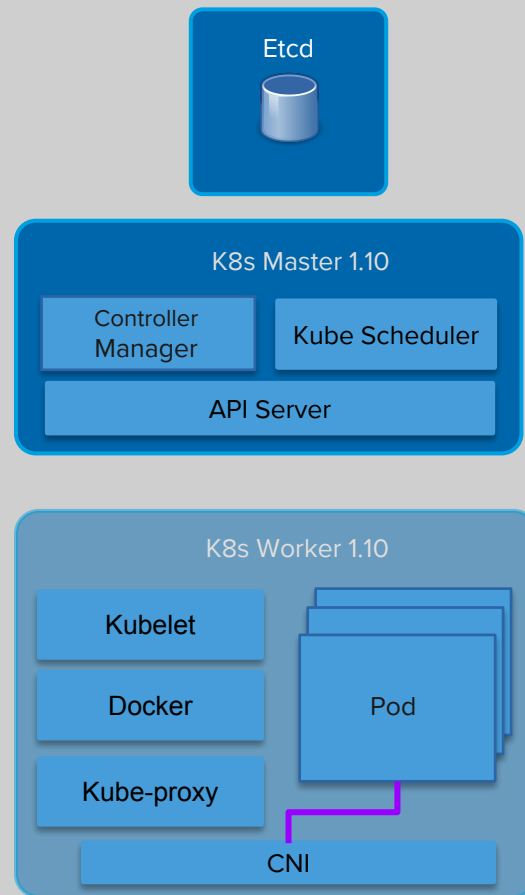 Etcd
K8s Master 1.10
Controller
Manager
Kube Scheduler
API Server
K8s Worker 1.10
Kubelet
Docker
Kube-proxy
Pod
CNI